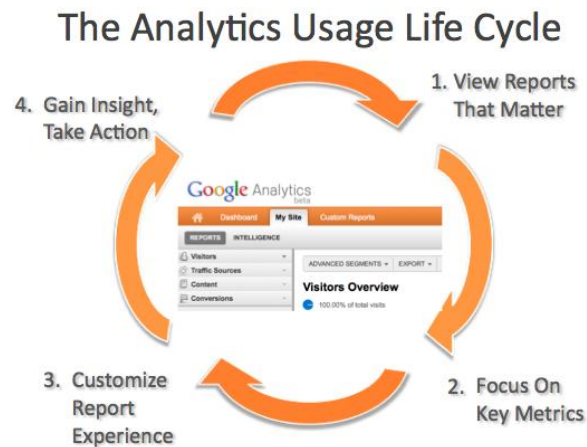 The Analytics Usage Life Cycle
1. View Reports
That Matter
4. Gain Insight,
Take Action
Google Analytics
beta
Dashboard My Site Custom Reports
REPORTS INTELLIGENCE
Visitors
Traffic Sources
Content
Conversions
ADVANCED SEGMENTS EXPORT
Visitors Overview
100.00% of total visits
3. Customize
Report
Experience
2. Focus On
Key Metrics